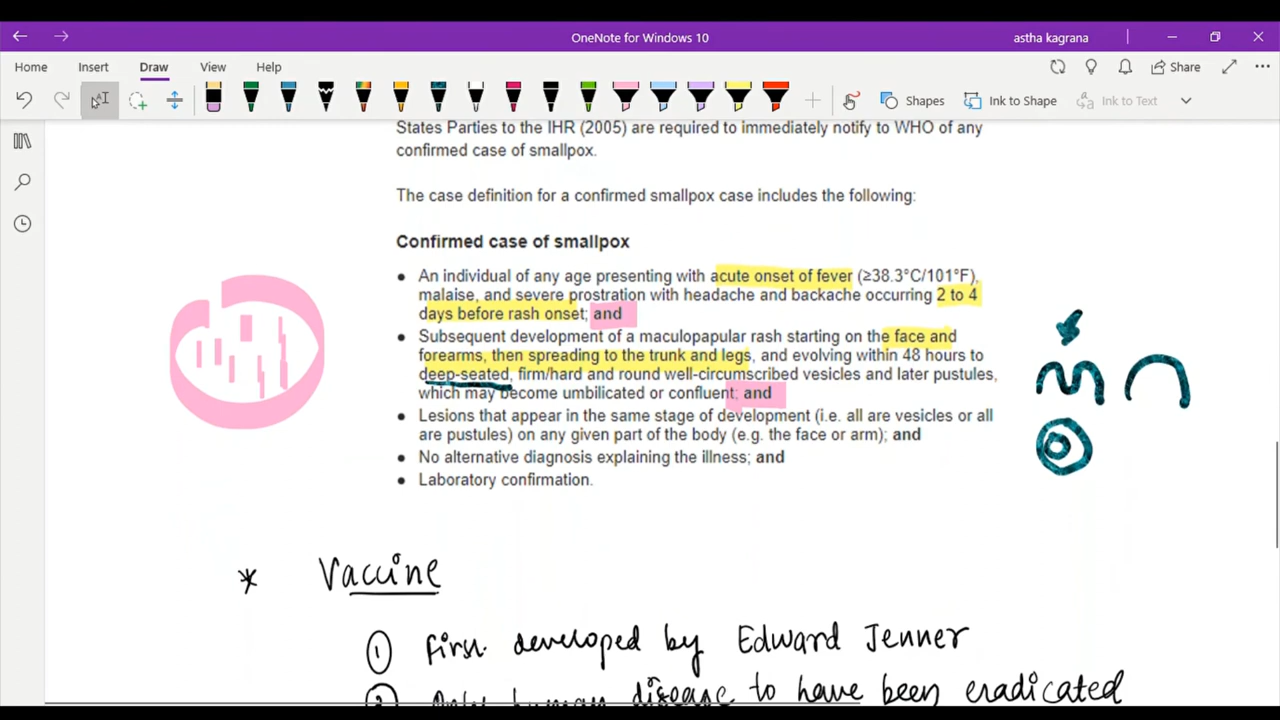 OneNote for Windows 10
astha kagrana
Home Insert Draw View Help
Share
Shapes
Ink to Shape
Ink to Text
States Parties to the IHR (2005) are required to immediately notify to WHO of any
confirmed case of smallpox.
The case definition for a confirmed smallpox case includes the following:
Confirmed case of smallpox
• An individual of any age presenting with acute onset of fever (≥38.3°C/101°F),
malaise, and severe prostration with headache and backache occurring 2 to 4
days before rash onset; and
• Subsequent development of a maculopapular rash starting on the face and
forearms, then spreading to the trunk and legs, and evolving within 48 hours to
deep-seated, firm/hard and round well-circumscribed vesicles and later pustules,
which may become umbilicated or confluent; and
• Lesions that appear in the same stage of development (i.e. all are vesicles or all
are pustules) on any given part of the body (e.g. the face or arm); and
• No alternative diagnosis explaining the illness; and
• Laboratory confirmation.
* Vaccine
① First developed by Edward Jenner
② Only human disease to have been eradicated